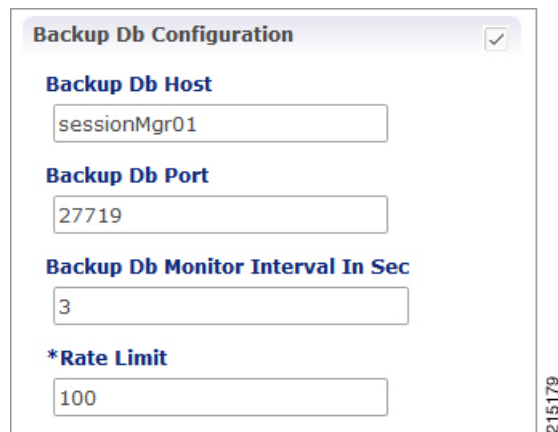 Backup Db Configuration
Backup Db Host
sessionMgr01
Backup Db Port
27719
Backup Db Monitor Interval In Sec
3
*Rate Limit
100
215179